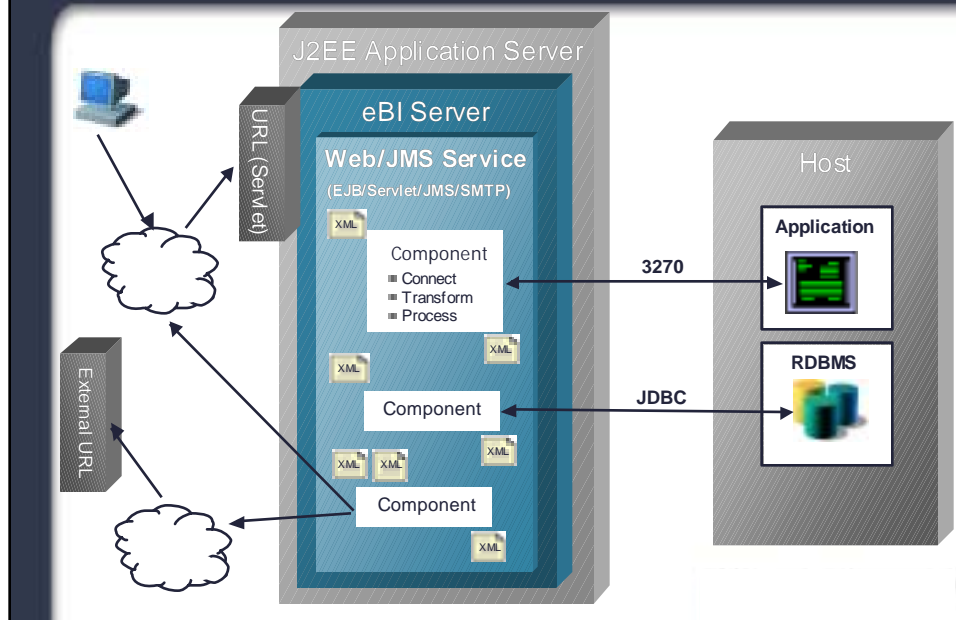 J2EE Application Server
eBI Server
URL (Servlet)
Web/JMS Service
(EJB/Servlet/JMS/SMTP)
XML
Component
Connect
Transform
Process
XML
XML
Component
XML
XML
XML
Component
XML
External URL
3270
JDBC
Host
Application
RDBMS